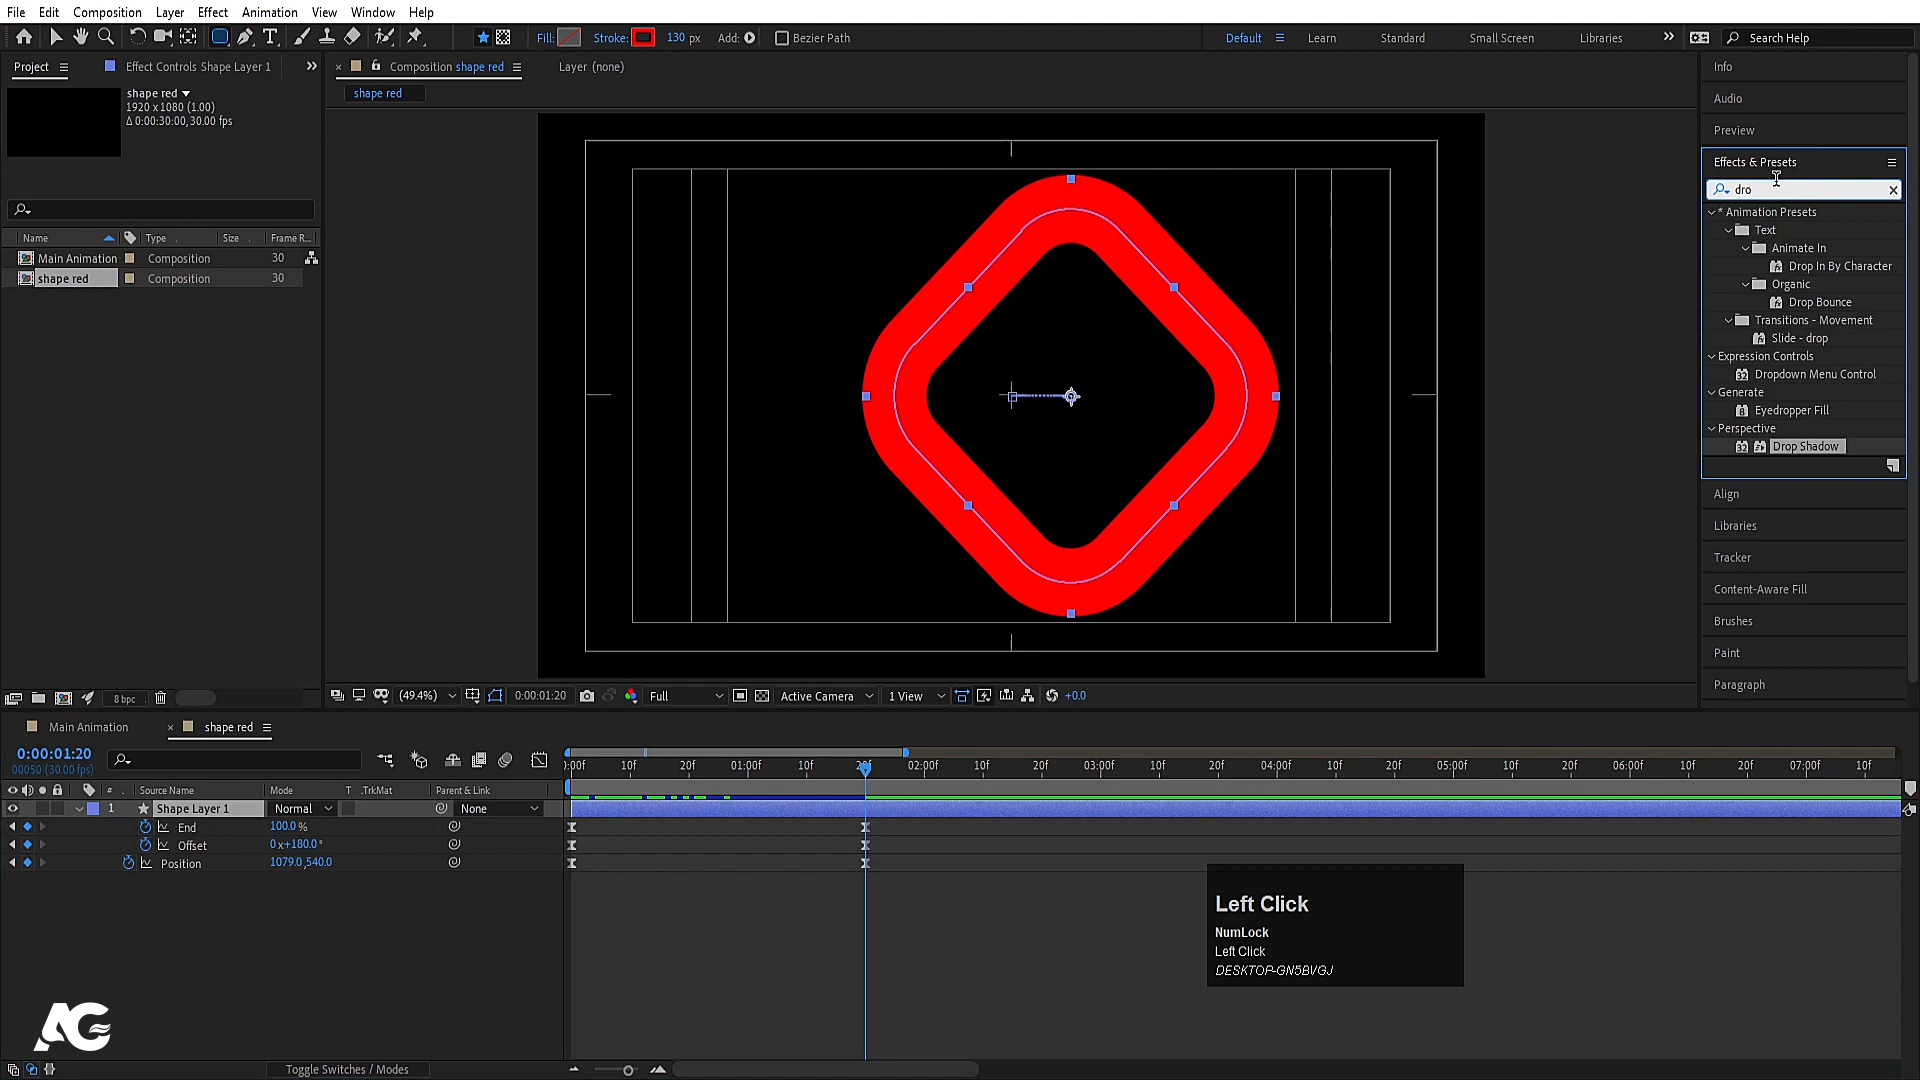 File Edit Composition Layer Effect Animation View Window Help
Fill: Stroke: 130 px Add: Bezier Path Default Learn Standard Small Screen Libraries Search Help
Project Effect Controls Shape Layer 1 Composition shape red Layer (none)
shape red
shape red
1920 x 1080 (1.00)
Δ 0:00:30:00, 30.00 fps
Name Type Size Frame R...
Main Animation Composition 30
shape red Composition 30
8 bpc
(49.4%) 0:00:01:20 Full Active Camera 1 View +0.0
Info
Audio
Preview
Effects & Presets
dro
* Animation Presets
Text
Animate In
Drop In By Character
Organic
Drop Bounce
Transitions - Movement
Slide - drop
Expression Controls
Dropdown Menu Control
Generate
Eyedropper Fill
Perspective
Drop Shadow
Align
Libraries
Tracker
Content-Aware Fill
Brushes
Paint
Paragraph
Main Animation shape red
0:00:01:20
00050 (30.00 fps)
:00f 10f 20f 01:00f 10f 20f 02:00f 10f 20f 03:00f 10f 20f 04:00f 10f 20f 05:00f 10f 20f 06:00f 10f 20f 07:00f 10f
# Source Name Mode T .TrkMat Parent & Link
1 Shape Layer 1 Normal None
End 100.0 %
Offset 0x+180.0°
Position 1079.0,540.0
Left Click
NumLock
Left Click
DESKTOP-GN5BVGJ
AG
Toggle Switches / Modes